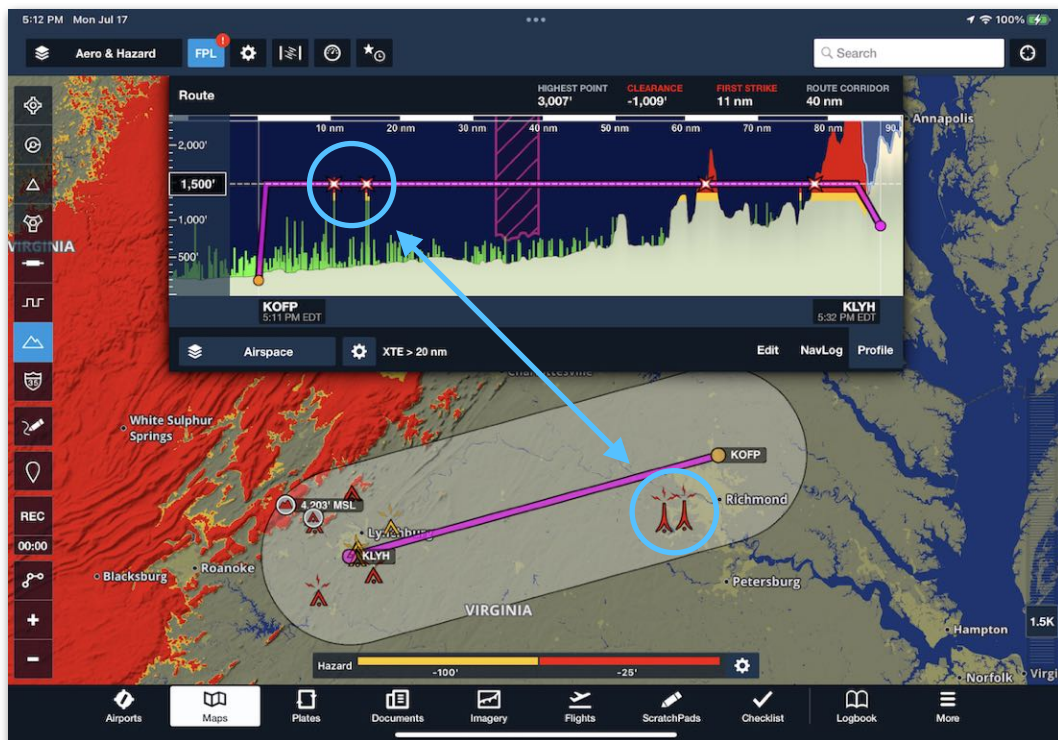 5:12 PM Mon Jul 17
100%
Aero & Hazard
FPL
!
Search
Route
HIGHEST POINT
3,007'
CLEARANCE
-1,009'
FIRST STRIKE
11 nm
ROUTE CORRIDOR
40 nm
10 nm
20 nm
30 nm
40 nm
50 nm
60 nm
70 nm
80 nm
90
2,000'
1,500'
1,000'
500'
KOFP
5:11 PM EDT
KLYH
5:32 PM EDT
Airspace
XTE > 20 nm
Edit
NavLog
Profile
Annapolis
VIRGINIA
35
Charlottesville
White Sulphur
Springs
KOFP
Richmond
4,203' MSL
KLYH
REC
00:00
Roanoke
Blacksburg
Petersburg
VIRGINIA
Hampton
1.5K
Norfolk
Hazard
-100'
-25'
Airports
Maps
Plates
Documents
Imagery
Flights
ScratchPads
Checklist
Logbook
More